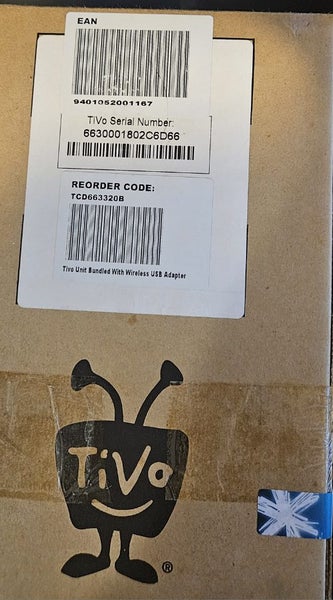 EAN
9401052001167
TiVo Serial Number:
6630001802C6D66
REORDER CODE:
TCD663320B
Tivo Unit Bundled With Wireless USB Adapter
TiVo
®